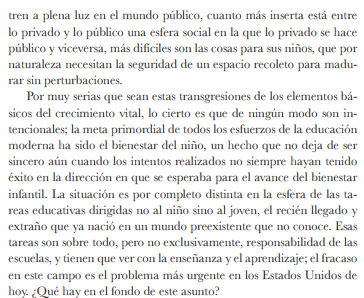 tren a plena luz en el mundo público, cuanto más inserta está entre
lo privado y lo público una esfera social en la que lo privado se hace
público y viceversa, más difíciles son las cosas para sus niños, que por
naturaleza necesitan la seguridad de un espacio recoleto para madu-
rar sin perturbaciones.
Por muy serias que sean estas transgresiones de los elementos bá-
sicos del crecimiento vital, lo cierto es que de ningún modo son in-
tencionales; la meta primordial de todos los esfuerzos de la educación
moderna ha sido el bienestar del niño, un hecho que no deja de ser
sincero aún cuando los intentos realizados no siempre hayan tenido
éxito en la dirección en que se esperaba para el avance del bienestar
infantil. La situación es por completo distinta en la esfera de las ta-
reas educativas dirigidas no al niño sino al joven, el recién llegado y
extraño que ya nació en un mundo preexistente que no conoce. Esas
tareas son sobre todo, pero no exclusivamente, responsabilidad de las
escuelas, y tienen que ver con la enseñanza y el aprendizaje; el fracaso
en este campo es el problema más urgente en los Estados Unidos de
hoy. ¿Qué hay en el fondo de este asunto?